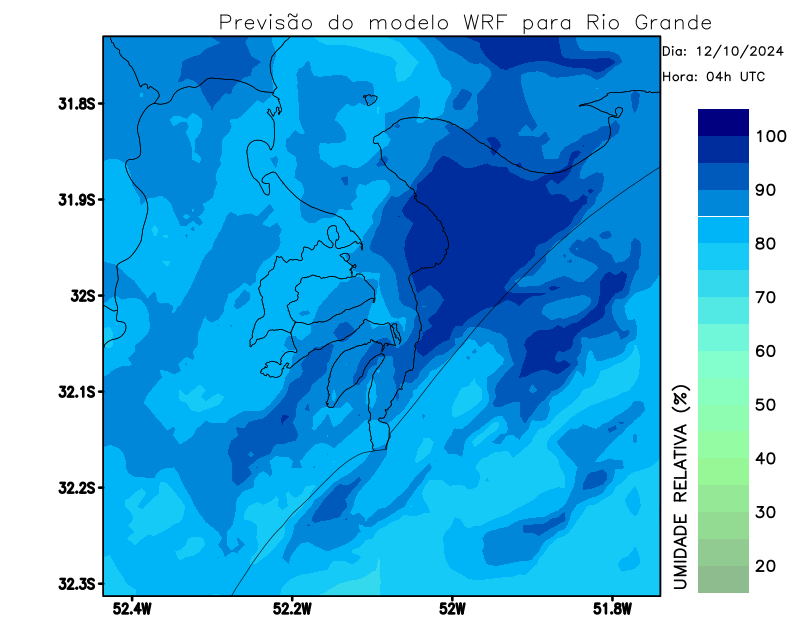 Previsão do modelo WRF para Rio Grande
Dia: 12/10/2024
Hora: 04h UTC
31.8S
31.9S
32S
32.1S
32.2S
32.3S
52.4W
52.2W
52W
51.8W
100
90
80
70
60
50
40
30
20
UMIDADE RELATIVA (%)